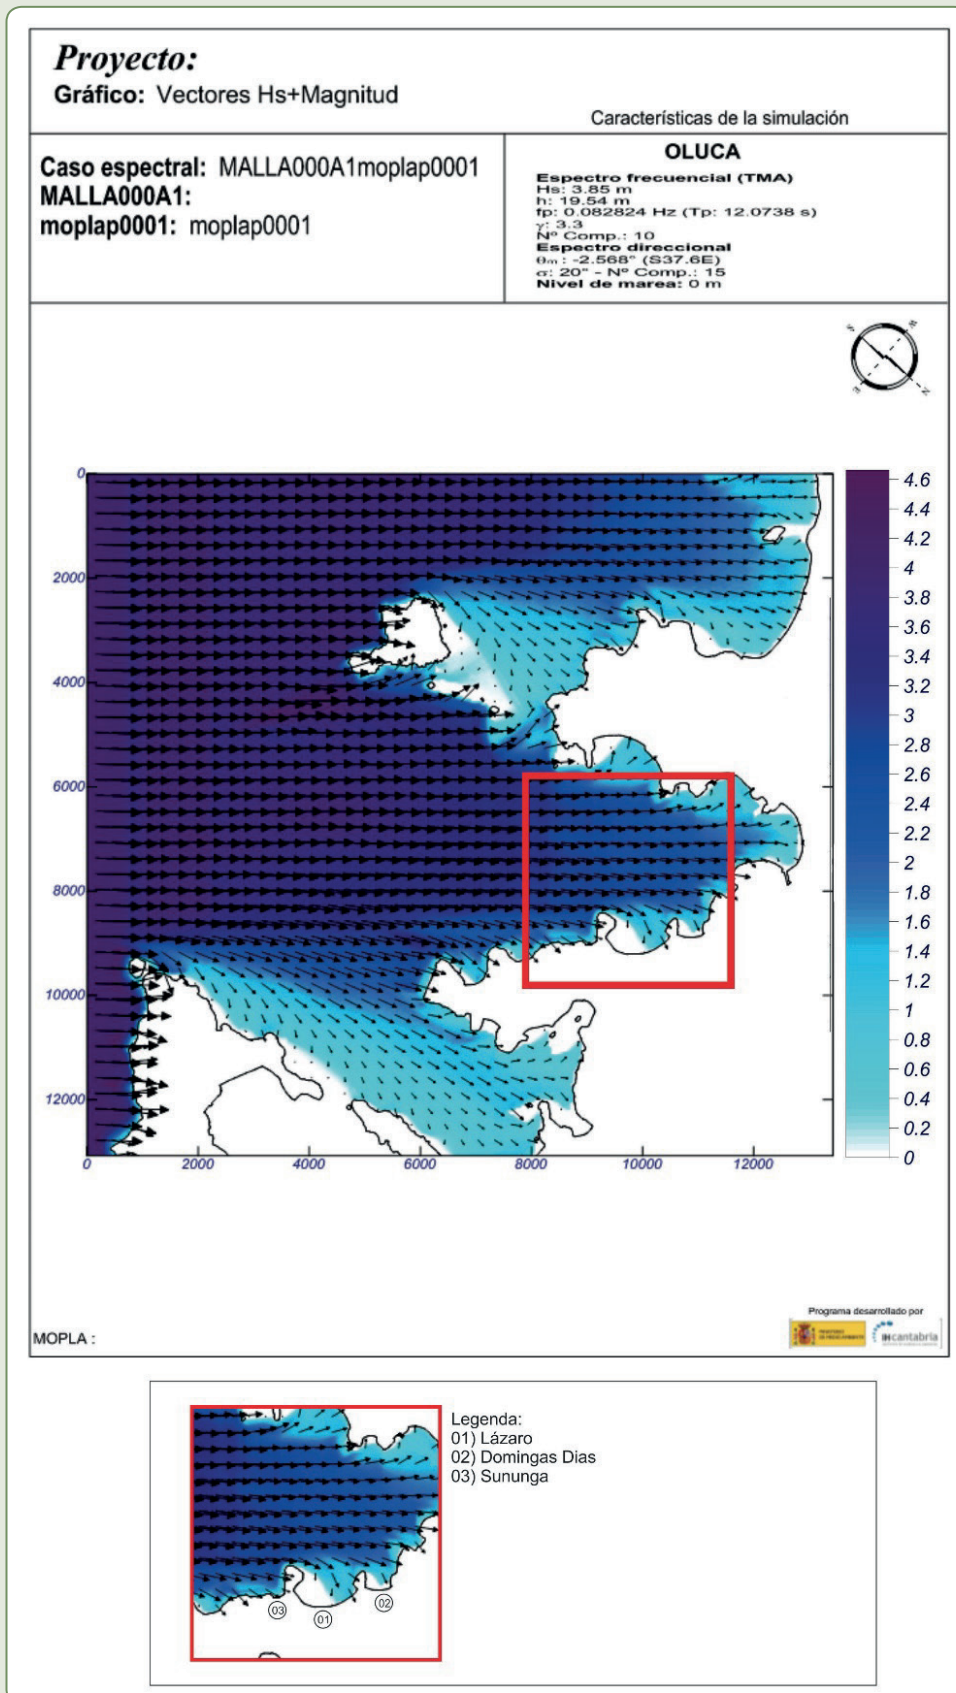 Proyecto:
Gráfico: Vectores Hs+Magnitud
Características de la simulación
Caso espectral: MALLA000A1moplap0001
MALLA000A1:
moplap0001: moplap0001
OLUCA
Espectro frecuencial (TMA)
Hs: 3.85 m
h: 19.54 m
fp: 0.082824 Hz (Tp: 12.0738 s)
γ: 3.3
Nº Comp.: 10
Espectro direccional
θm : -2.568° (S37.6E)
σ: 20° - Nº Comp.: 15
Nivel de marea: 0 m
S
E
N
0
2000
4000
6000
8000
10000
12000
0 2000 4000 6000 8000 10000 12000
4.6
4.4
4.2
4
3.8
3.6
3.4
3.2
3
2.8
2.6
2.4
2.2
2
1.8
1.6
1.4
1.2
1
0.8
0.6
0.4
0.2
0
Programa desarrollado por
MOPLA :
IH cantabria
Legenda:
01) Lázaro
02) Domingas Dias
03) Sununga
03
01
02